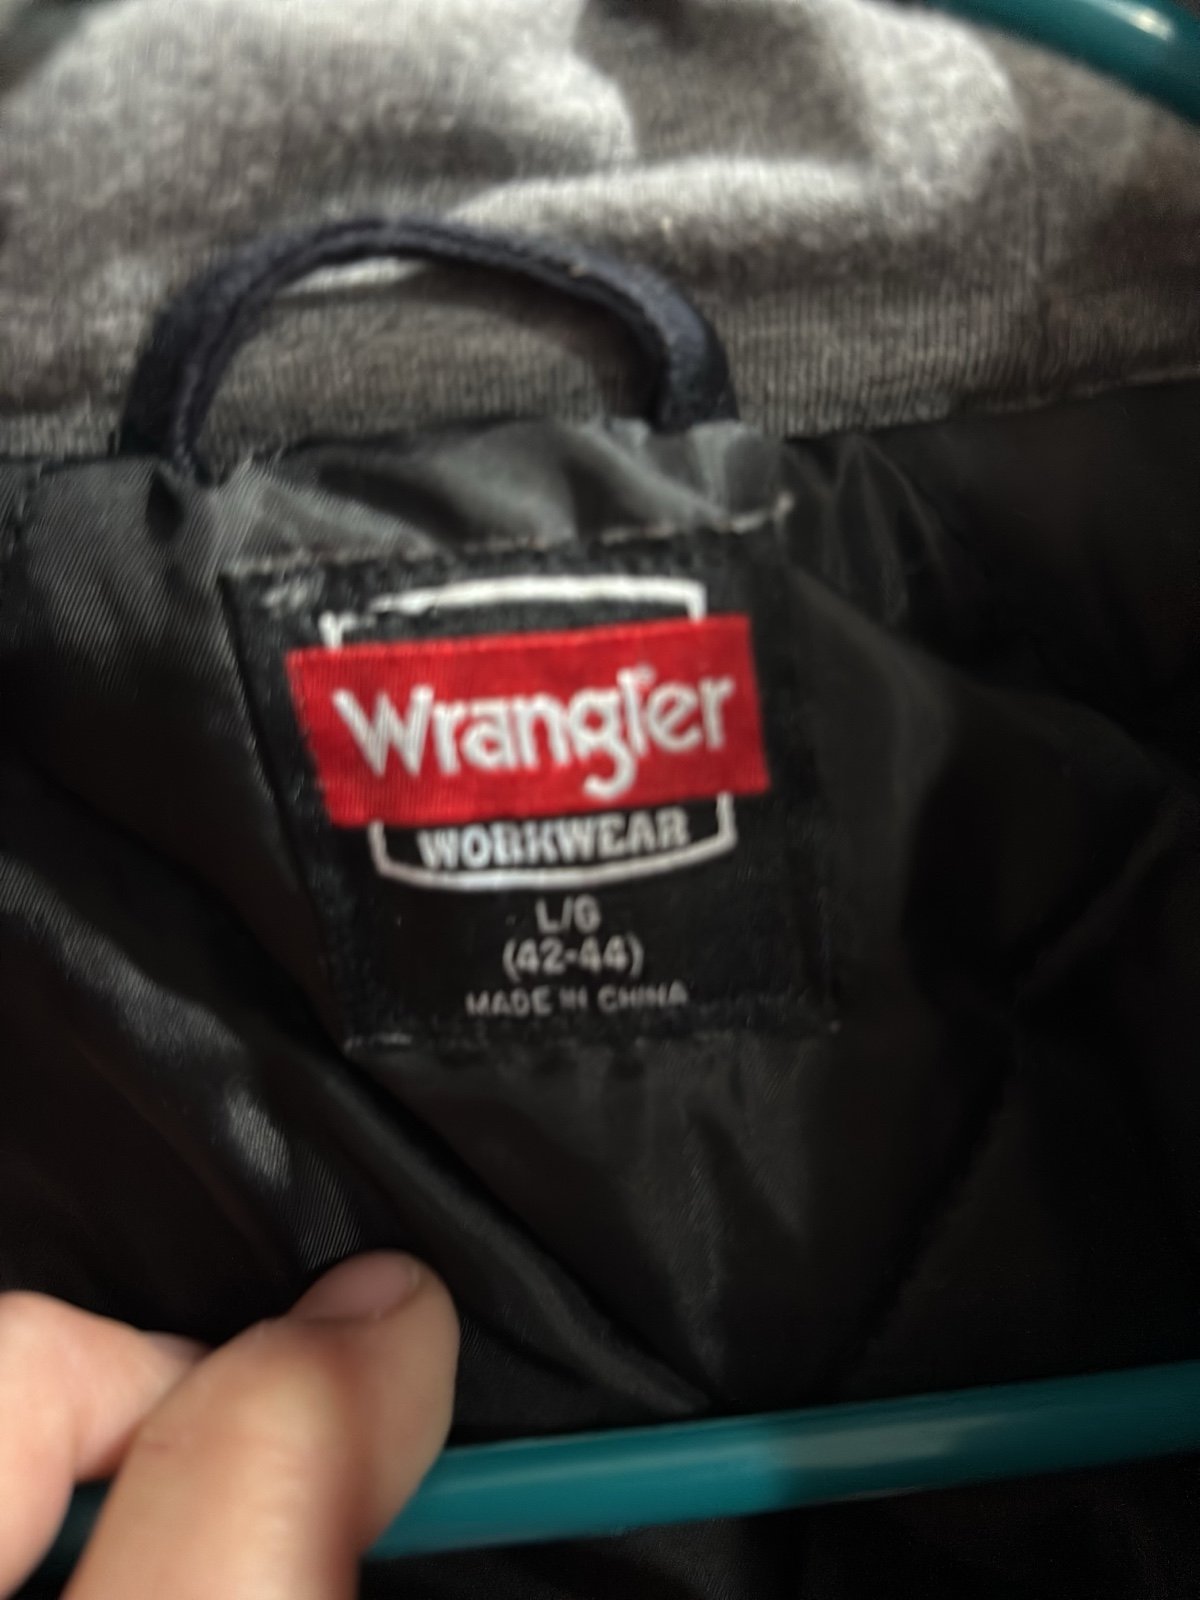 Wrangler
WORKWEAR
L/G
(42-44)
MADE IN CHINA